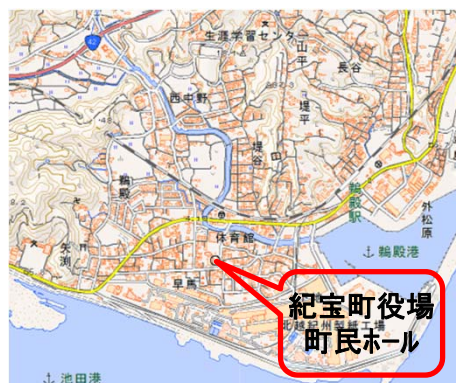 生涯学習センター
42
山平
長谷
西中野
堤平
堤谷
鵜殿
鵜殿駅
外松原
体育館
鵜殿港
矢渕
早馬
紀宝町役場
町民ホール
北越紀州製紙工場
池田港